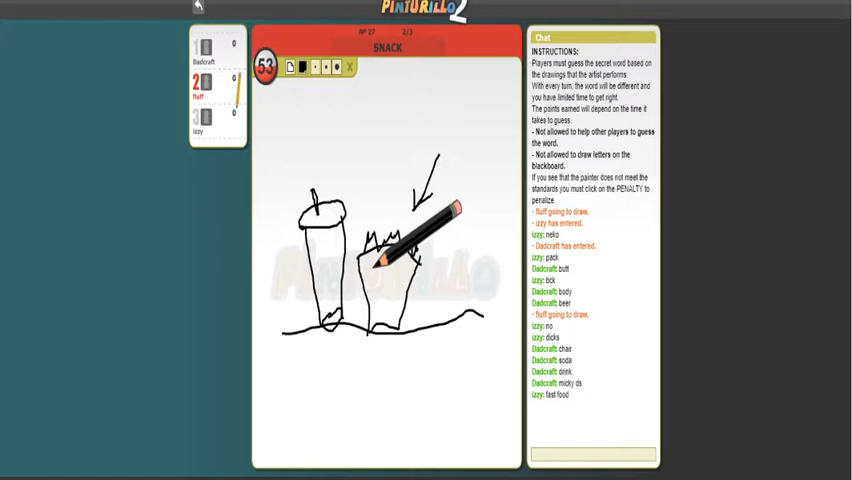 PINTURILLO 2
Nº 27 2/3
SNACK
53
X
1 0
Dadcraft
2 0
fluff
3 0
izzy
PINTURILLO
Chat
INSTRUCTIONS:
Players must guess the secret word based
on the drawings that the artist performs.
With every turn, the word will be different and
you have limited time to get right.
The points earned will depend on the time it
takes to guess.
- Not allowed to help other players to guess
the word.
- Not allowed to draw letters on the
blackboard.
If you see that the painter does not meet the
standards you must click on the PENALTY to
penalize.
· fluff going to draw.
· izzy has entered.
izzy: neko
· Dadcraft has entered.
izzy: pack
Dadcraft: butt
izzy: bck
Dadcraft: body
Dadcraft: beer
· fluff going to draw.
izzy: no
izzy: dicks
Dadcraft: chair
Dadcraft: soda
Dadcraft: drink
Dadcraft: micky ds
izzy: fast food